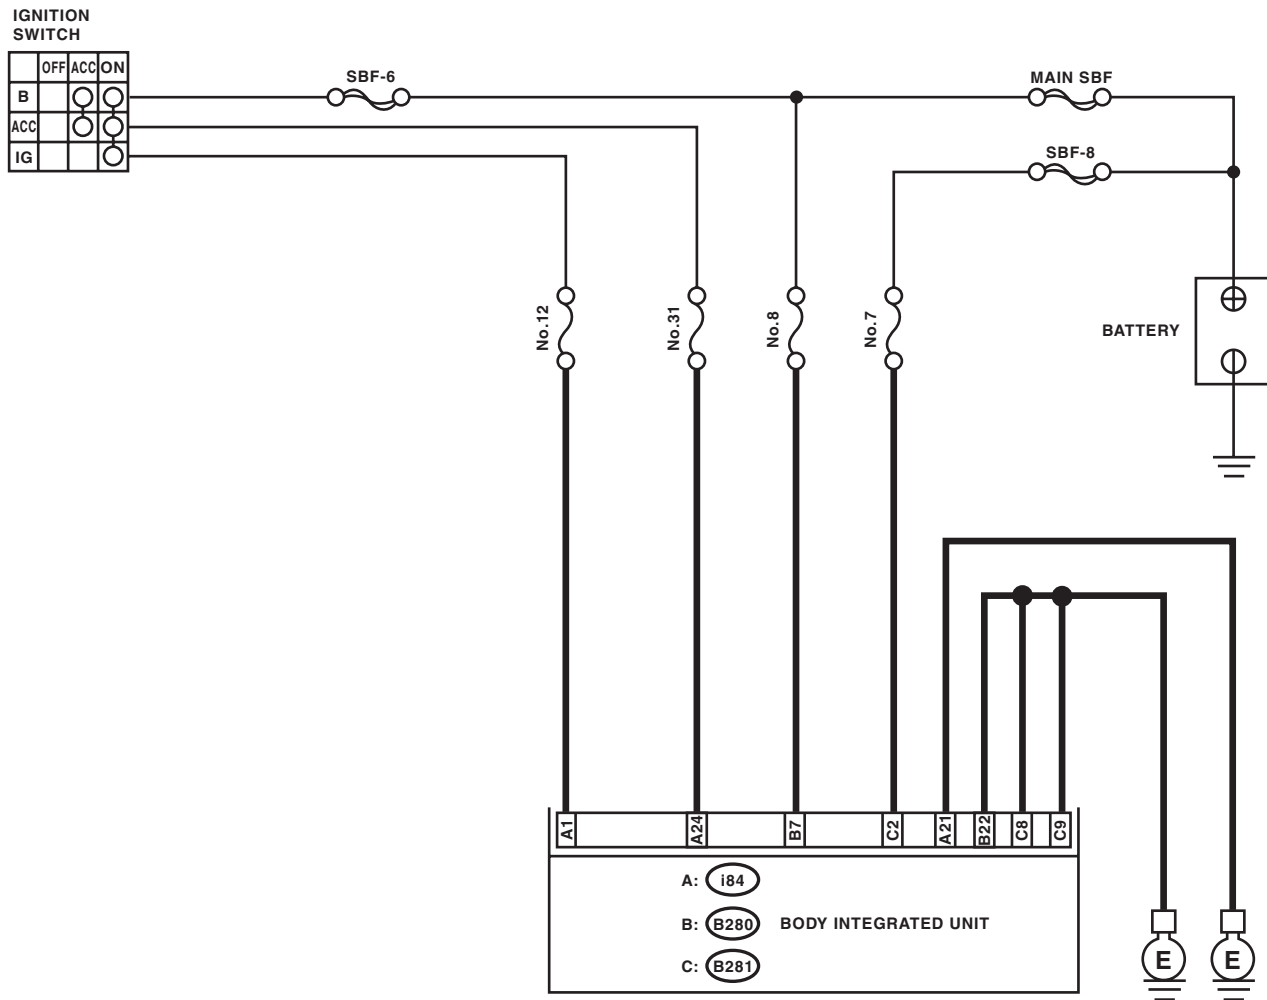 IGNITION
SWITCH
OFF ACC ON
B
ACC
IG
SBF-6
MAIN SBF
SBF-8
No.12
No.31
No.8
No.7
BATTERY
A1
A24
B7
C2
A21
B22
C8
C9
A: i84
B: B280 BODY INTEGRATED UNIT
C: B281
E
E